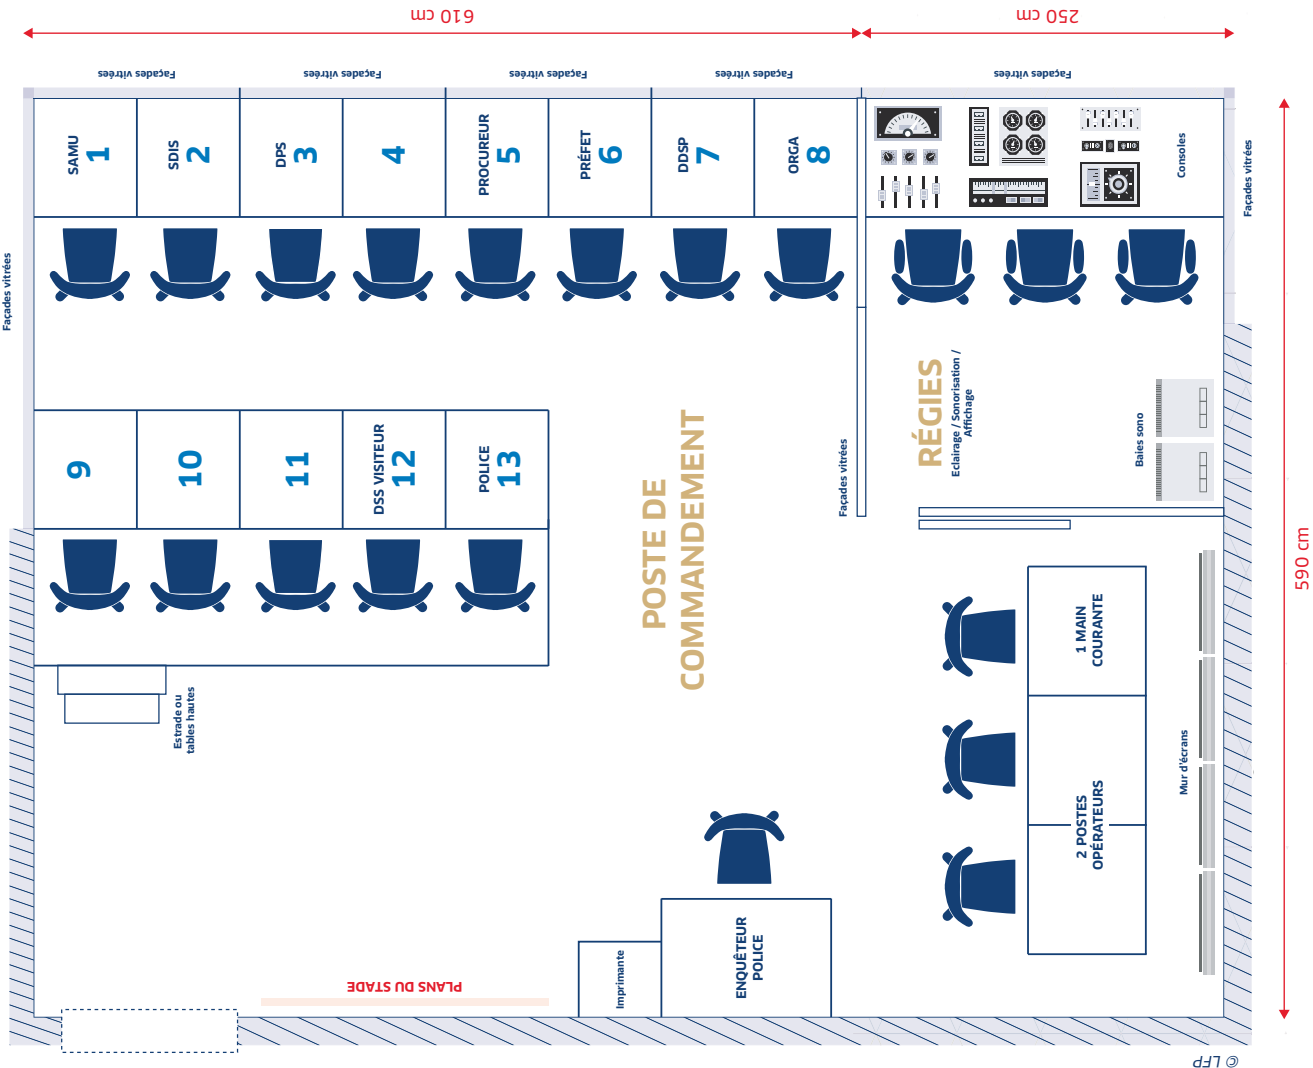 610 cm
250 cm
Façades vitrées
Façades vitrées
Façades vitrées
Façades vitrées
Façades vitrées
Façades vitrées
Façades vitrées
SAMU
1
SDIS
2
DPS
3
4
PROCUREUR
5
PRÉFET
6
DDSP
7
ORGA
8
Consoles
9
10
11
DSS VISITEUR
12
POLICE
13
POSTE DE
COMMANDEMENT
Façades vitrées
RÉGIES
Eclairage / Sonorisation /
Affichage
Baies sono
590 cm
Estrade ou
tables hautes
1 MAIN
COURANTE
2 POSTES
OPÉRATEURS
Mur d'écrans
ENQUÊTEUR
POLICE
Imprimante
PLANS DU STADE
© LFP